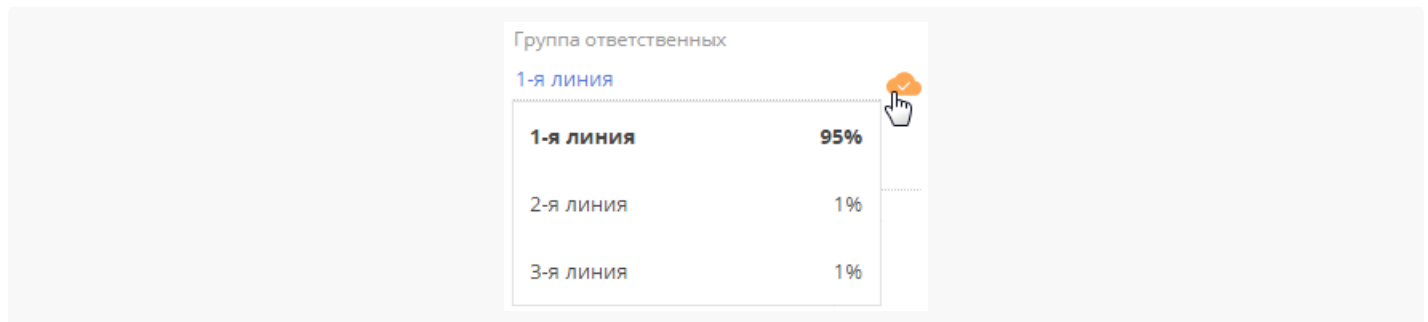 Группа ответственных
1-я линия
1-я линия 95%
2-я линия 1%
3-я линия 1%